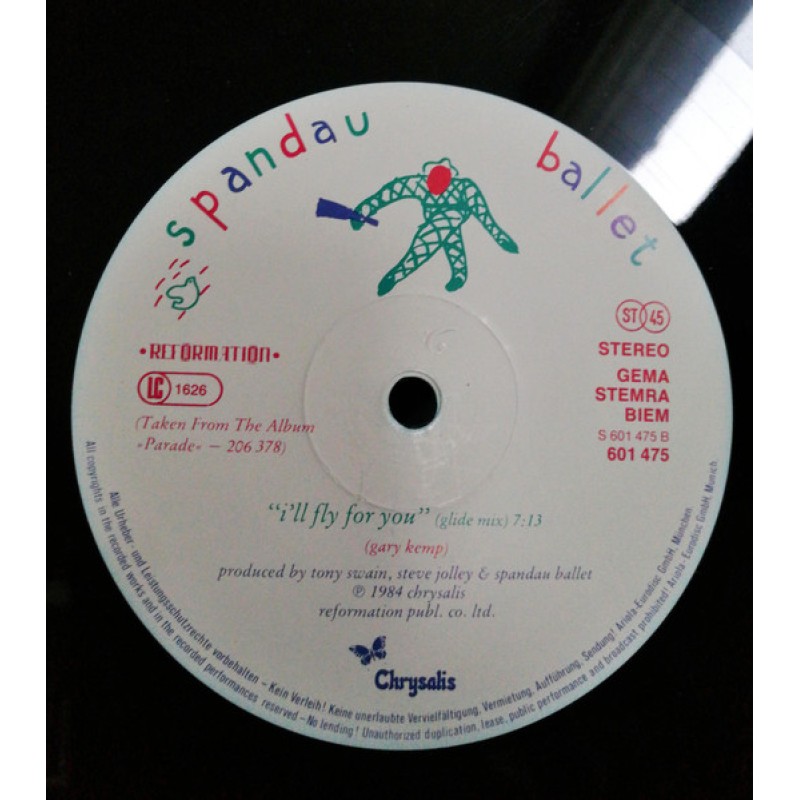 spandau ballet
ST 45
•REFORMATION•
STEREO
LC 1626
GEMA
STEMRA
BIEM
(Taken From The Album
»Parade« – 206 378)
S 601 475 B
601 475
“i'll fly for you” (glide mix) 7:13
(gary kemp)
produced by tony swain, steve jolley & spandau ballet
℗ 1984 chrysalis
reformation publ. co. ltd.
Chrysalis
Alle Urheber- und Leistungsschutzrechte vorbehalten – Kein Verleih! Keine unerlaubte Vervielfältigung, Vermietung, Aufführung, Sendung! Ariola-Eurodisc GmbH, München.
All copyrights in the recorded works and in the recorded performances reserved – No lending! Unauthorized duplication, lease, public performance and broadcast prohibited! Ariola-Eurodisc GmbH, Munich.